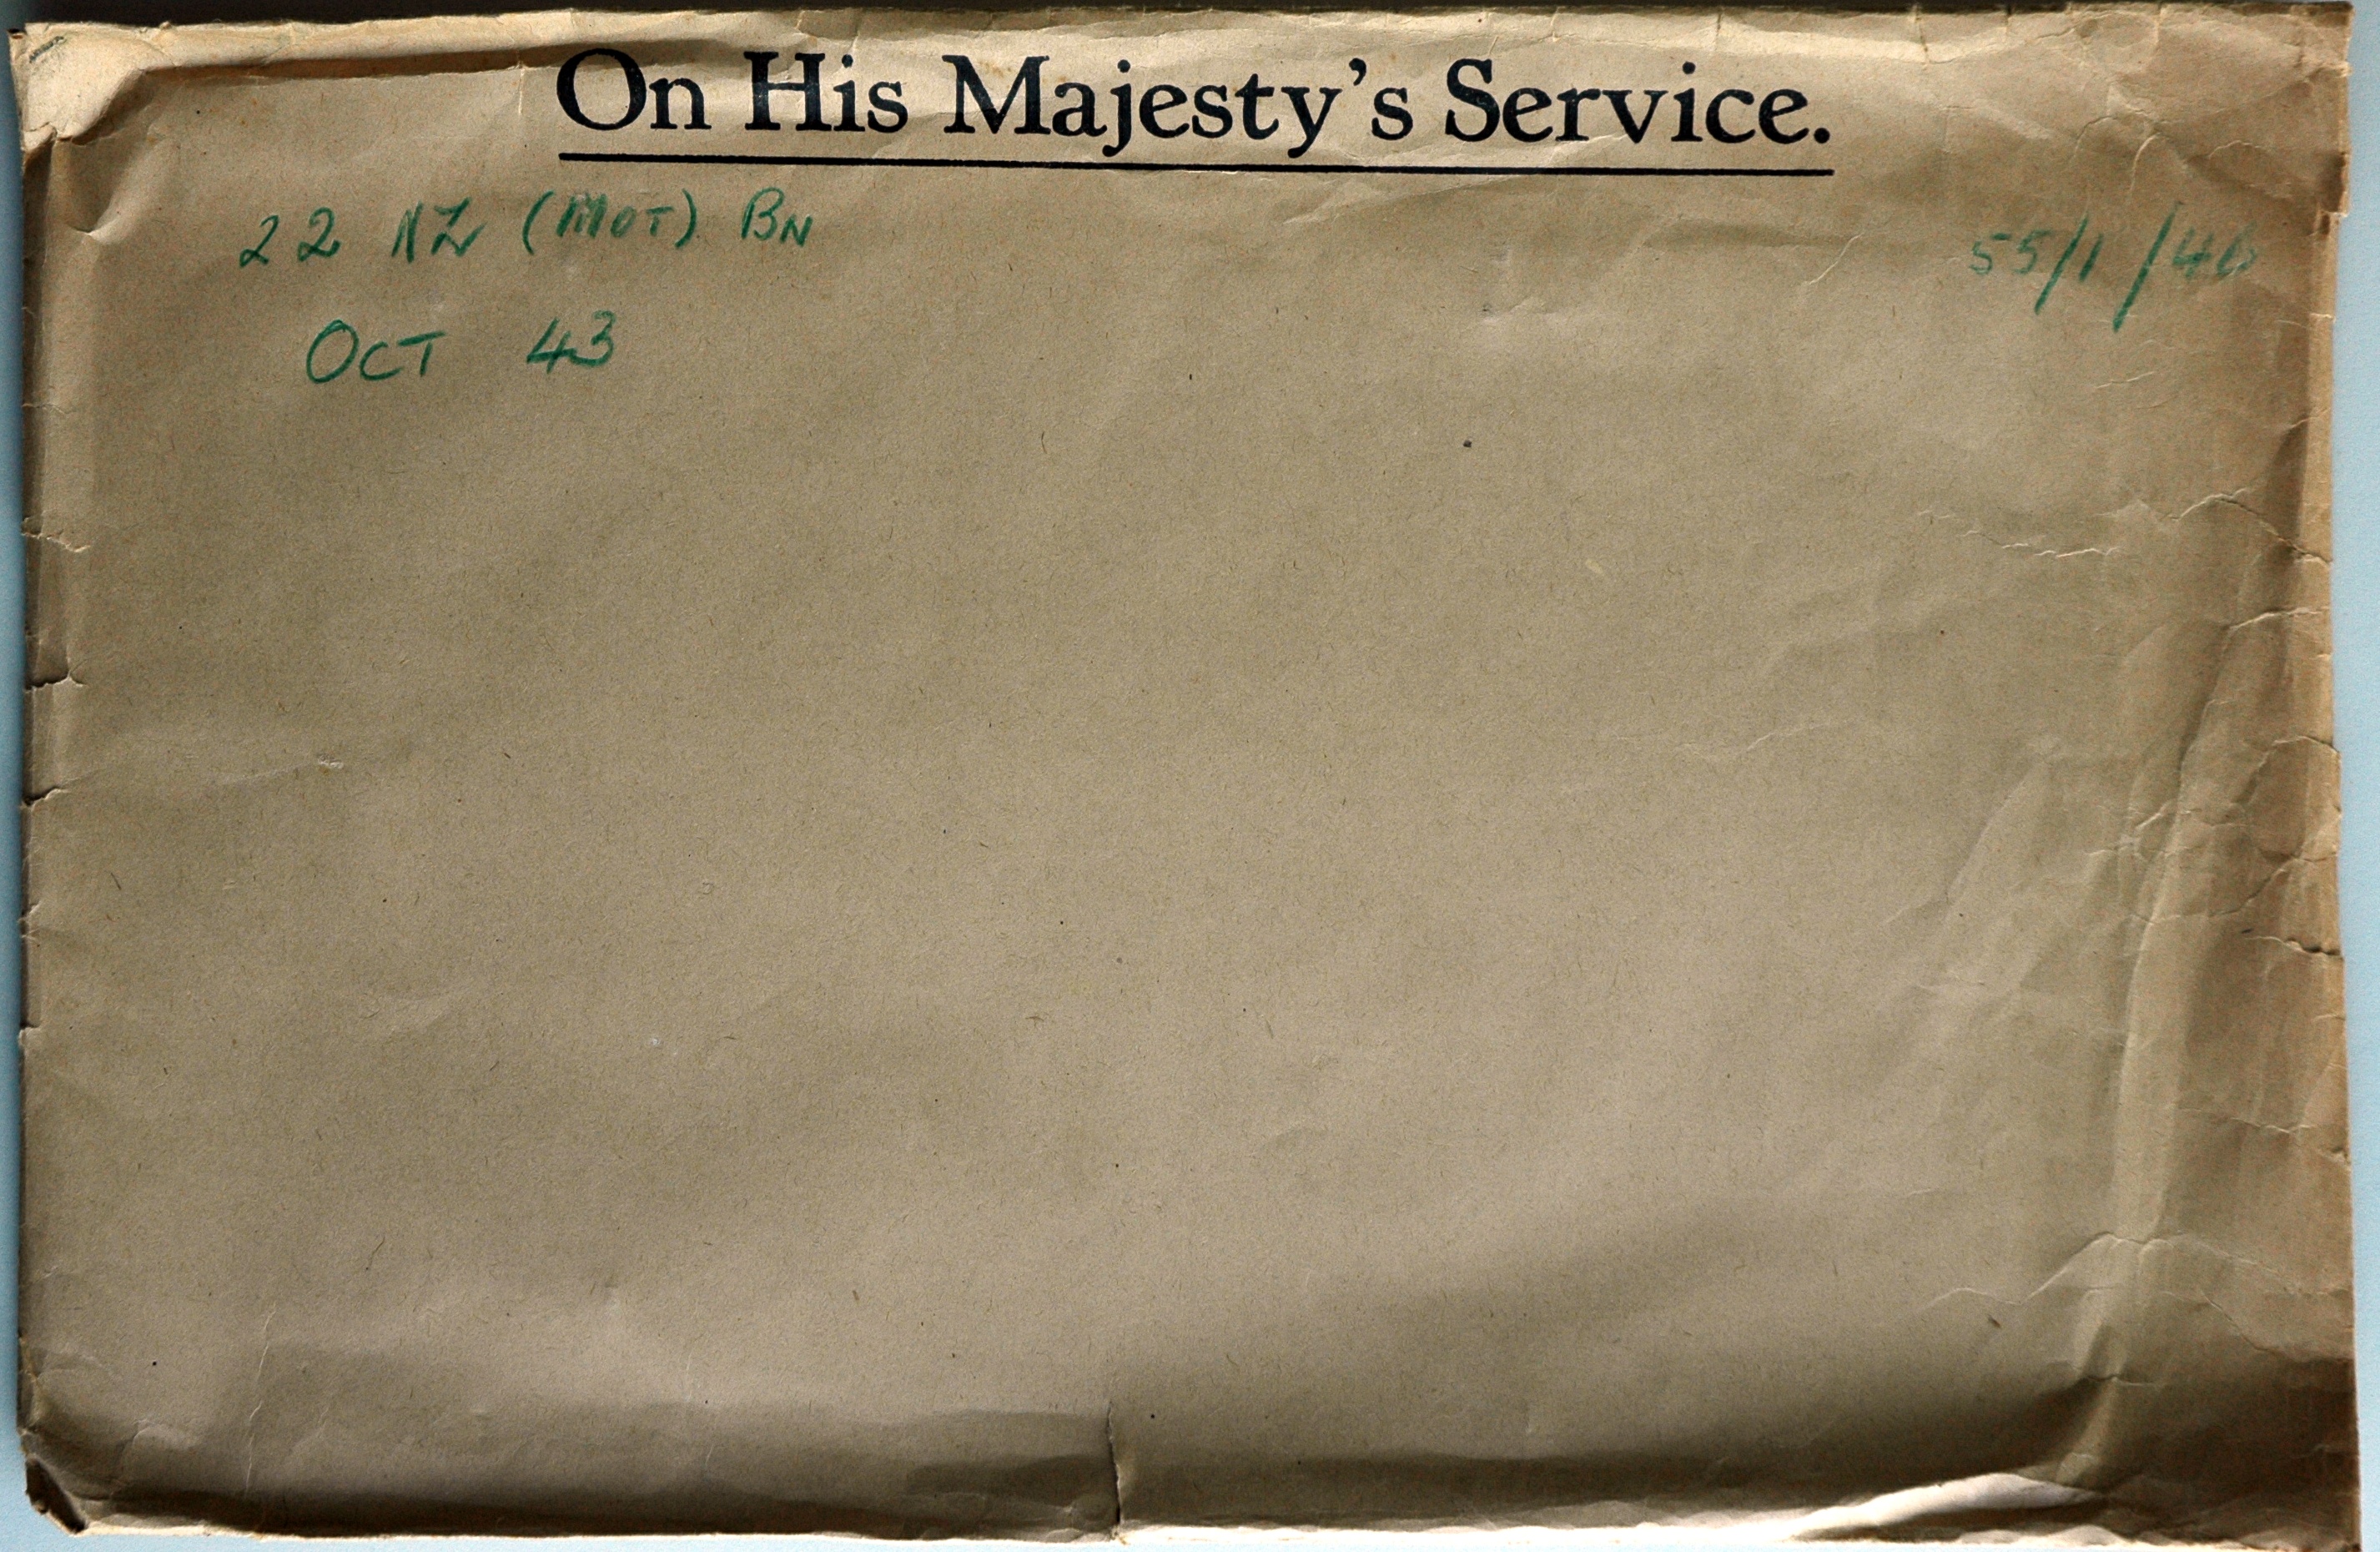 On His Majesty's Service.
22 NZ (MOT) BN
55/1/46
OCT 43